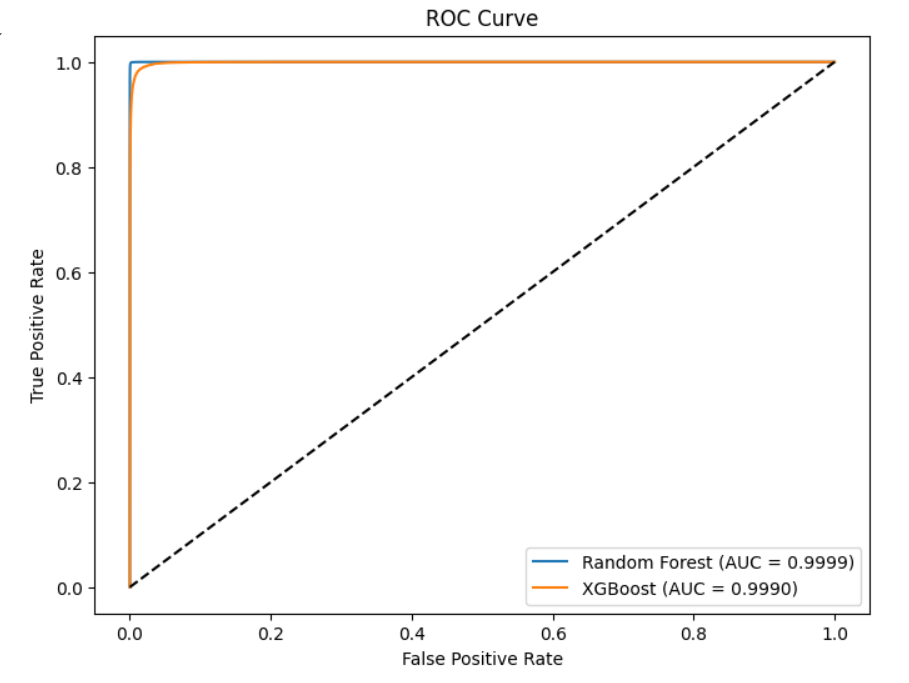 ROC Curve
True Positive Rate
1.0
0.8
0.6
0.4
0.2
0.0
Random Forest (AUC = 0.9999)
XGBoost (AUC = 0.9990)
0.0 0.2 0.4 0.6 0.8 1.0
False Positive Rate